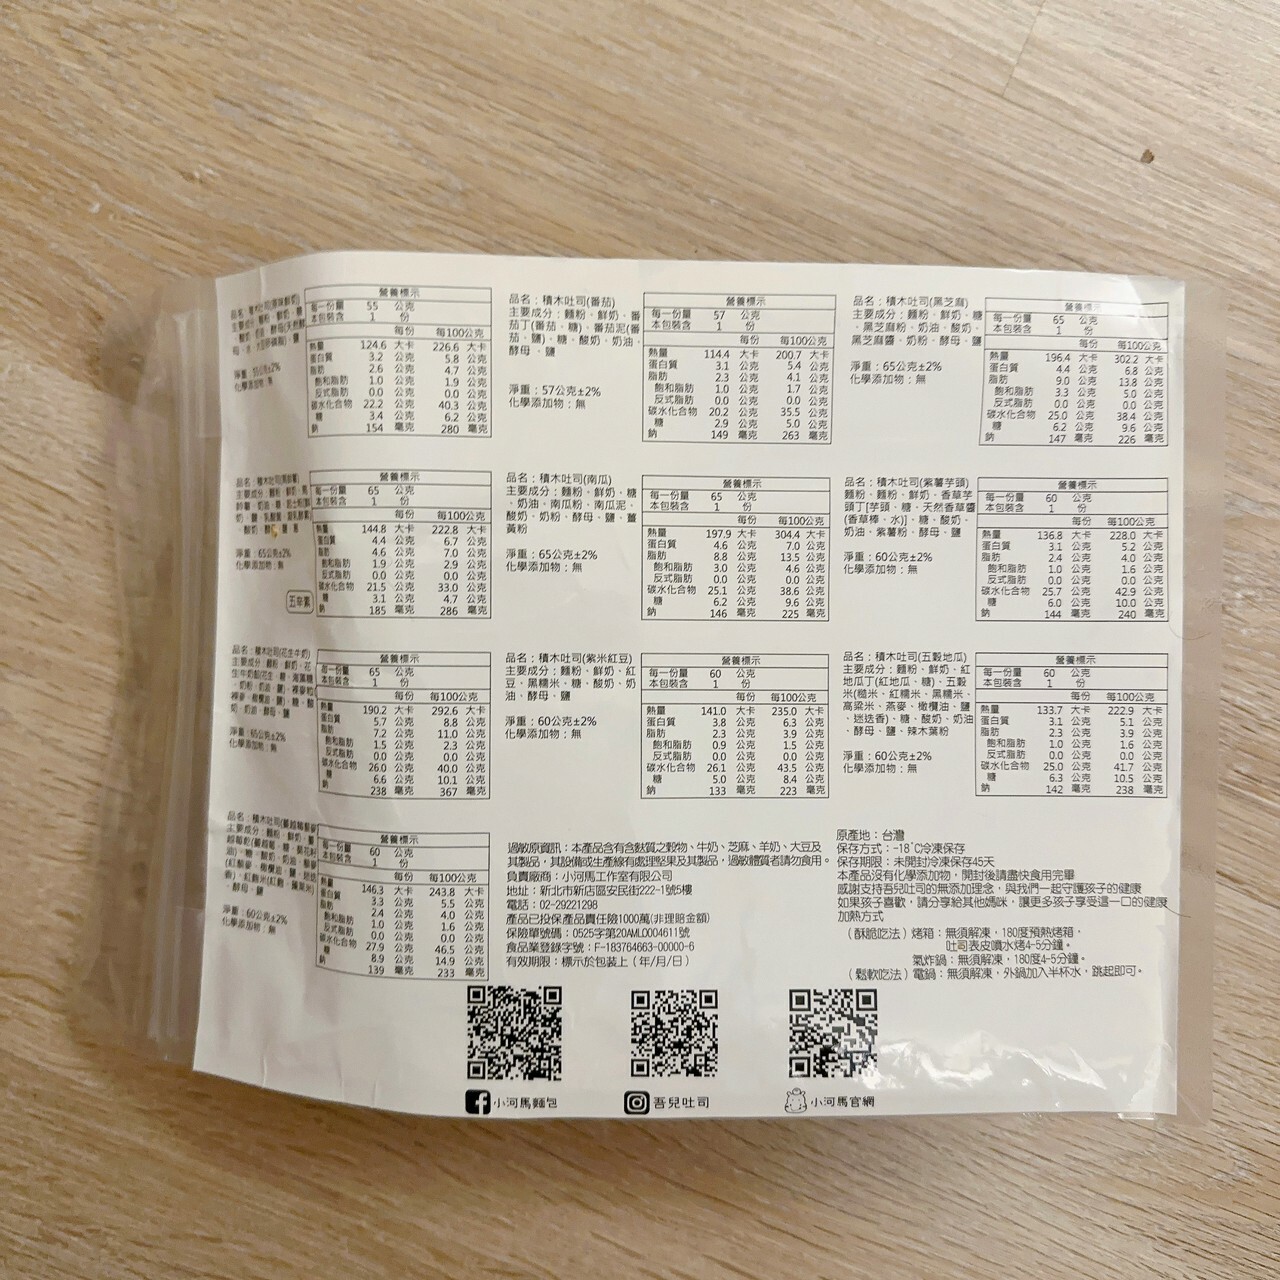 品名：積木吐司(原味鮮奶)
淨重：55公克±2%
化學添加物：無
營養標示
每一份量 55 公克
本包裝含 1 份
每份 每100公克
熱量 124.6 大卡 226.6 大卡
蛋白質 3.2 公克 5.8 公克
脂肪 2.6 公克 4.7 公克
飽和脂肪 1.0 公克 1.9 公克
反式脂肪 0.0 公克 0.0 公克
碳水化合物 22.2 公克 40.3 公克
糖 3.4 公克 6.2 公克
鈉 154 毫克 280 毫克
品名：積木吐司(番茄)
主要成分：麵粉、鮮奶、番
茄丁(番茄、糖)、番茄泥(番
茄、鹽)、糖、酸奶、奶油、
酵母、鹽
淨重：57公克±2%
化學添加物：無
營養標示
每一份量 57 公克
本包裝含 1 份
每份 每100公克
熱量 114.4 大卡 200.7 大卡
蛋白質 3.1 公克 5.4 公克
脂肪 2.3 公克 4.1 公克
飽和脂肪 1.0 公克 1.7 公克
反式脂肪 0.0 公克 0.0 公克
碳水化合物 20.2 公克 35.5 公克
糖 2.9 公克 5.0 公克
鈉 149 毫克 263 毫克
品名：積木吐司(黑芝麻)
主要成分：麵粉、鮮奶、糖
、黑芝麻粉、奶油、酸奶、
黑芝麻醬、奶粉、酵母、鹽
淨重：65公克±2%
化學添加物：無
營養標示
每一份量 65 公克
本包裝含 1 份
每份 每100公克
熱量 196.4 大卡 302.2 大卡
蛋白質 4.4 公克 6.8 公克
脂肪 9.0 公克 13.8 公克
飽和脂肪 3.3 公克 5.0 公克
反式脂肪 0.0 公克 0.0 公克
碳水化合物 25.0 公克 38.4 公克
糖 6.2 公克 9.6 公克
鈉 147 毫克 226 毫克
淨重：65公克±2%
化學添加物：無
五辛素
營養標示
每一份量 65 公克
本包裝含 1 份
每份 每100公克
熱量 144.8 大卡 222.8 大卡
蛋白質 4.4 公克 6.7 公克
脂肪 4.6 公克 7.0 公克
飽和脂肪 1.9 公克 2.9 公克
反式脂肪 0.0 公克 0.0 公克
碳水化合物 21.5 公克 33.0 公克
糖 3.1 公克 4.7 公克
鈉 185 毫克 286 毫克
品名：積木吐司(南瓜)
主要成分：麵粉、鮮奶、糖
、奶油、南瓜粉、南瓜泥、
酸奶、奶粉、酵母、鹽、薑
黃粉
淨重：65公克±2%
化學添加物：無
營養標示
每一份量 65 公克
本包裝含 1 份
每份 每100公克
熱量 197.9 大卡 304.4 大卡
蛋白質 4.6 公克 7.0 公克
脂肪 8.8 公克 13.5 公克
飽和脂肪 3.0 公克 4.6 公克
反式脂肪 0.0 公克 0.0 公克
碳水化合物 25.1 公克 38.6 公克
糖 6.2 公克 9.6 公克
鈉 146 毫克 225 毫克
品名：積木吐司(紫薯芋頭)
麵粉、麵粉、鮮奶、香草芋
頭丁[芋頭、糖、天然香草醬
(香草棒、水)]、糖、酸奶、
奶油、紫薯粉、酵母、鹽
淨重：60公克±2%
化學添加物：無
營養標示
每一份量 60 公克
本包裝含 1 份
每份 每100公克
熱量 136.8 大卡 228.0 大卡
蛋白質 3.1 公克 5.2 公克
脂肪 2.4 公克 4.0 公克
飽和脂肪 1.0 公克 1.6 公克
反式脂肪 0.0 公克 0.0 公克
碳水化合物 25.7 公克 42.9 公克
糖 6.0 公克 10.0 公克
鈉 144 毫克 240 毫克
品名：積木吐司(花生牛奶)
淨重：65公克±2%
化學添加物：無
營養標示
每一份量 65 公克
本包裝含 1 份
每份 每100公克
熱量 190.2 大卡 292.6 大卡
蛋白質 5.7 公克 8.8 公克
脂肪 7.2 公克 11.0 公克
飽和脂肪 1.5 公克 2.3 公克
反式脂肪 0.0 公克 0.0 公克
碳水化合物 26.0 公克 40.0 公克
糖 6.6 公克 10.1 公克
鈉 238 毫克 367 毫克
品名：積木吐司(紫米紅豆)
主要成分：麵粉、鮮奶、紅
豆、黑糯米、糖、酸奶、奶
油、酵母、鹽
淨重：60公克±2%
化學添加物：無
營養標示
每一份量 60 公克
本包裝含 1 份
每份 每100公克
熱量 141.0 大卡 235.0 大卡
蛋白質 3.8 公克 6.3 公克
脂肪 2.3 公克 3.9 公克
飽和脂肪 0.9 公克 1.5 公克
反式脂肪 0.0 公克 0.0 公克
碳水化合物 26.1 公克 43.5 公克
糖 5.0 公克 8.4 公克
鈉 133 毫克 223 毫克
品名：積木吐司(五穀地瓜)
主要成分：麵粉、鮮奶、紅
地瓜丁(紅地瓜、糖)、五穀
米(糙米、紅糯米、黑糯米、
高粱米、燕麥、橄欖油、鹽
、迷迭香)、糖、酸奶、奶油
、酵母、鹽、辣木葉粉
淨重：60公克±2%
化學添加物：無
營養標示
每一份量 60 公克
本包裝含 1 份
每份 每100公克
熱量 133.7 大卡 222.9 大卡
蛋白質 3.1 公克 5.1 公克
脂肪 2.3 公克 3.9 公克
飽和脂肪 1.0 公克 1.6 公克
反式脂肪 0.0 公克 0.0 公克
碳水化合物 25.0 公克 41.7 公克
糖 6.3 公克 10.5 公克
鈉 142 毫克 238 毫克
淨重：60公克±2%
化學添加物：無
營養標示
每一份量 60 公克
本包裝含 1 份
每份 每100公克
熱量 146.3 大卡 243.8 大卡
蛋白質 3.3 公克 5.5 公克
脂肪 2.4 公克 4.0 公克
飽和脂肪 1.0 公克 1.6 公克
反式脂肪 0.0 公克 0.0 公克
碳水化合物 27.9 公克 46.5 公克
糖 8.9 公克 14.9 公克
鈉 139 毫克 233 毫克
過敏原資訊：本產品含有含麩質之穀物、牛奶、芝麻、羊奶、大豆及
其製品，其設備或生產線有處理堅果及其製品，過敏體質者請勿食用。
負責廠商：小河馬工作室有限公司
地址：新北市新店區安民街222-1號5樓
電話：02-29221298
產品已投保產品責任險1000萬(非理賠金額)
保險單號碼：0525字第20AML0004611號
食品業登錄字號：F-183764663-00000-6
有效期限：標示於包裝上（年/月/日）
原產地：台灣
保存方式：-18˚C冷凍保存
保存期限：未開封冷凍保存45天
本產品沒有化學添加物，開封後請盡快食用完畢
感謝支持吾兒吐司的無添加理念，與我們一起守護孩子的健康
如果孩子喜歡，請分享給其他媽咪，讓更多孩子享受這一口的健康
加熱方式
（酥脆吃法）烤箱：無須解凍，180度預熱烤箱，
吐司表皮噴水烤4-5分鐘。
氣炸鍋：無須解凍，180度4-5分鐘。
（鬆軟吃法）電鍋：無須解凍，外鍋加入半杯水，跳起即可。
小河馬麵包
吾兒吐司
小河馬官網